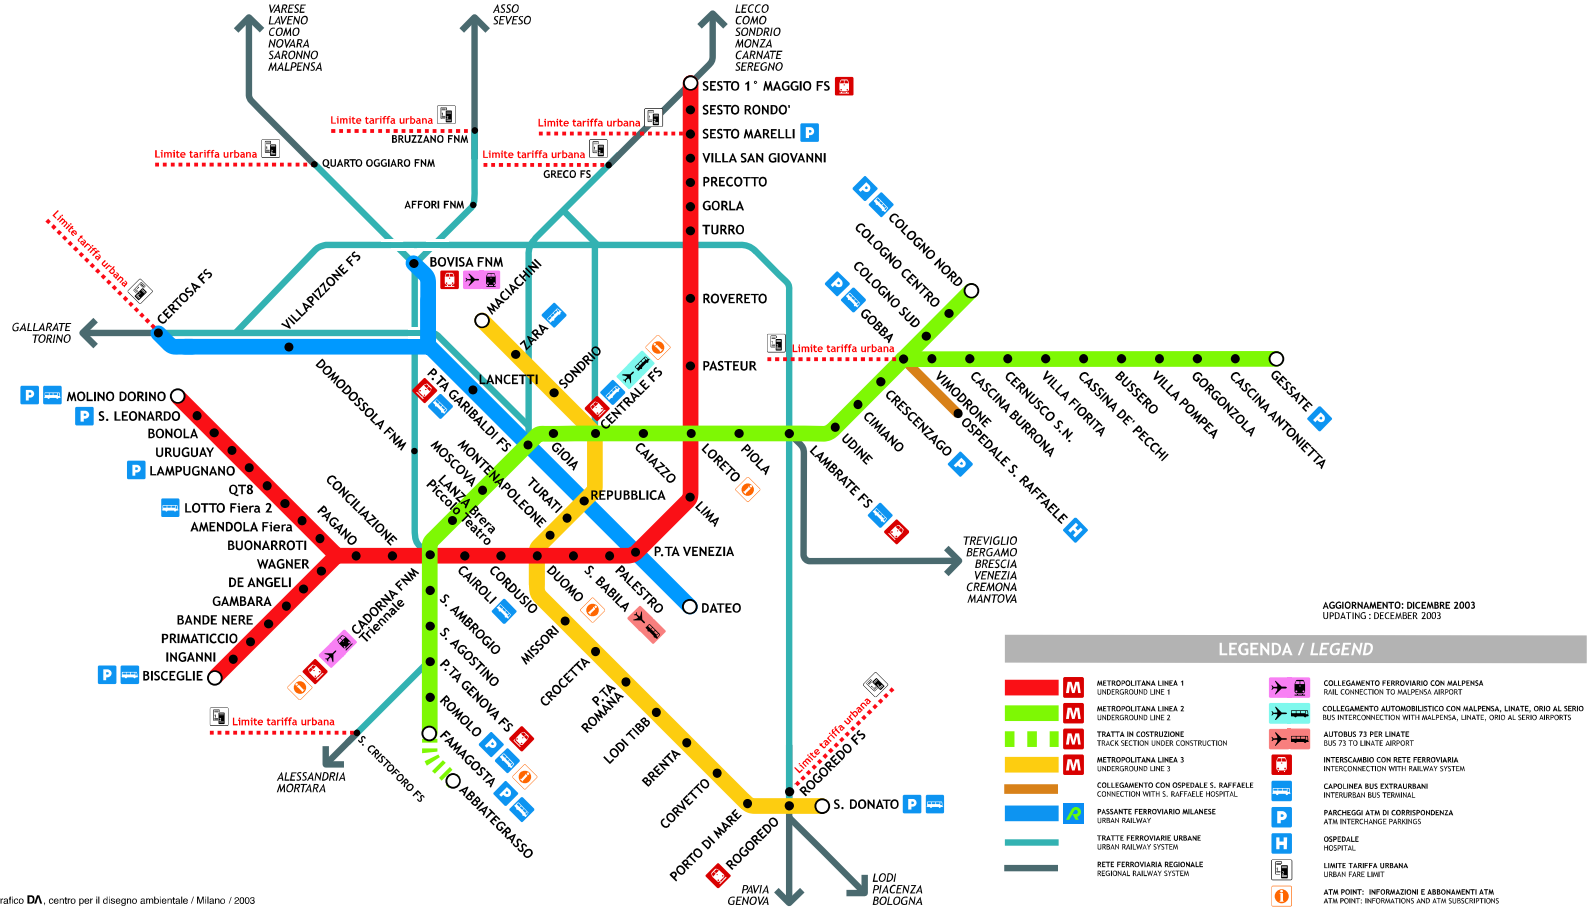 VARESE
LAVENO
COMO
NOVARA
SARONNO
MALPENSA
ASSO
SEVESO
LECCO
COMO
SONDRIO
MONZA
CARNATE
SEREGNO
SESTO 1° MAGGIO FS
SESTO RONDO'
Limite tariffa urbana
BRUZZANO FNM
Limite tariffa urbana
SESTO MARELLI P
Limite tariffa urbana
QUARTO OGGIARO FNM
Limite tariffa urbana
GRECO FS
VILLA SAN GIOVANNI
PRECOTTO
AFFORI FNM
GORLA
TURRO
Limite tariffa urbana
CERTOSA FS
VILLAPIZZONE FS
BOVISA FNM
MACIACHINI
ZARA
SONDRIO
CENTRALE FS
ROVERETO
PASTEUR
P
COLOGNO NORD
COLOGNO CENTRO
COLOGNO SUD
P
GOBBA
Limite tariffa urbana
GALLARATE
TORINO
DOMODOSSOLA FNM
P.TA GARIBALDI FS
LANCETTI
VIMODRONE
CASCINA BURRONA
CERNUSCO S.N.
VILLA FIORITA
CASSINA DE' PECCHI
BUSSERO
VILLA POMPEA
GORGONZOLA
CASCINA ANTONIETTA
GESSATE P
P MOLINO DORINO
P S. LEONARDO
BONOLA
URUGUAY
P LAMPUGNANO
QT8
LOTTO Fiera 2
AMENDOLA Fiera
BUONARROTI
WAGNER
DE ANGELI
GAMBARA
BANDE NERE
PRIMATICCIO
INGANNI
P BISCEGLIE
PAGANO
CONCILIAZIONE
MOSCOVA
LANZA Brera
Piccolo Teatro
MONTENAPOLEONE
TURATI
REPUBBLICA
GIOIA
CAIAZZO
LORETO
PIOLA
LAMBRATE FS
UDINE
CIMIANO
CRESCENZAGO P
OSPEDALE S. RAFFAELE H
LIMA
P.TA VENEZIA
DATEO
TREVIGLIO
BERGAMO
BRESCIA
VENEZIA
CREMONA
MANTOVA
CADORNA FNM
Triennale
CAIROLI
CORDUSIO
DUOMO
S. BABILA
PALESTRO
S. AMBROGIO
S. AGOSTINO
P.TA GENOVA FS
ROMOLO P
FAMAGOSTA P
ABBIATEGRASSO
MISSORI
CROCETTA
P.TA
ROMANA
LODI TIBB
BRENTA
CORVETTO
PORTO DI MARE
ROGOREDO
Limite tariffa urbana
ROGOREDO FS
S. DONATO P
Limite tariffa urbana
S. CRISTOFORO FS
ALESSANDRIA
MORTARA
PAVIA
GENOVA
LODI
PIACENZA
BOLOGNA
AGGIORNAMENTO: DICEMBRE 2003
UPDATING : DECEMBER 2003
LEGENDA / LEGEND
M METROPOLITANA LINEA 1
UNDERGROUND LINE 1
M METROPOLITANA LINEA 2
UNDERGROUND LINE 2
M TRATTA IN COSTRUZIONE
TRACK SECTION UNDER CONSTRUCTION
M METROPOLITANA LINEA 3
UNDERGROUND LINE 3
COLLEGAMENTO CON OSPEDALE S. RAFFAELE
CONNECTION WITH S. RAFFAELE HOSPITAL
R PASSANTE FERROVIARIO MILANESE
URBAN RAILWAY
TRATTE FERROVIARIE URBANE
URBAN RAILWAY SYSTEM
RETE FERROVIARIA REGIONALE
REGIONAL RAILWAY SYSTEM
COLLEGAMENTO FERROVIARIO CON MALPENSA
RAIL CONNECTION TO MALPENSA AIRPORT
COLLEGAMENTO AUTOMOBILISTICO CON MALPENSA, LINATE, ORIO AL SERIO
BUS INTERCONNECTION WITH MALPENSA, LINATE, ORIO AL SERIO AIRPORTS
AUTOBUS 73 PER LINATE
BUS 73 TO LINATE AIRPORT
INTERSCAMBIO CON RETE FERROVIARIA
INTERCONNECTION WITH RAILWAY SYSTEM
CAPOLINEA BUS EXTRAURBANI
INTERURBAN BUS TERMINAL
P PARCHEGGI ATM DI CORRISPONDENZA
ATM INTERCHANGE PARKINGS
H OSPEDALE
HOSPITAL
LIMITE TARIFFA URBANA
URBAN FARE LIMIT
i ATM POINT: INFORMAZIONI E ABBONAMENTI ATM
ATM POINT: INFORMATIONS AND ATM SUBSCRIPTIONS
rafico DA, centro per il disegno ambientale / Milano / 2003